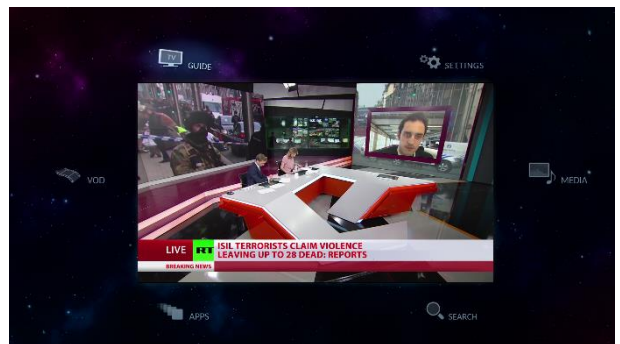 TV
GUIDE
SETTINGS
VOD
MEDIA
LIVE
RT
ISIL TERRORISTS CLAIM VIOLENCE
LEAVING UP TO 28 DEAD: REPORTS
BREAKING NEWS
APPS
SEARCH